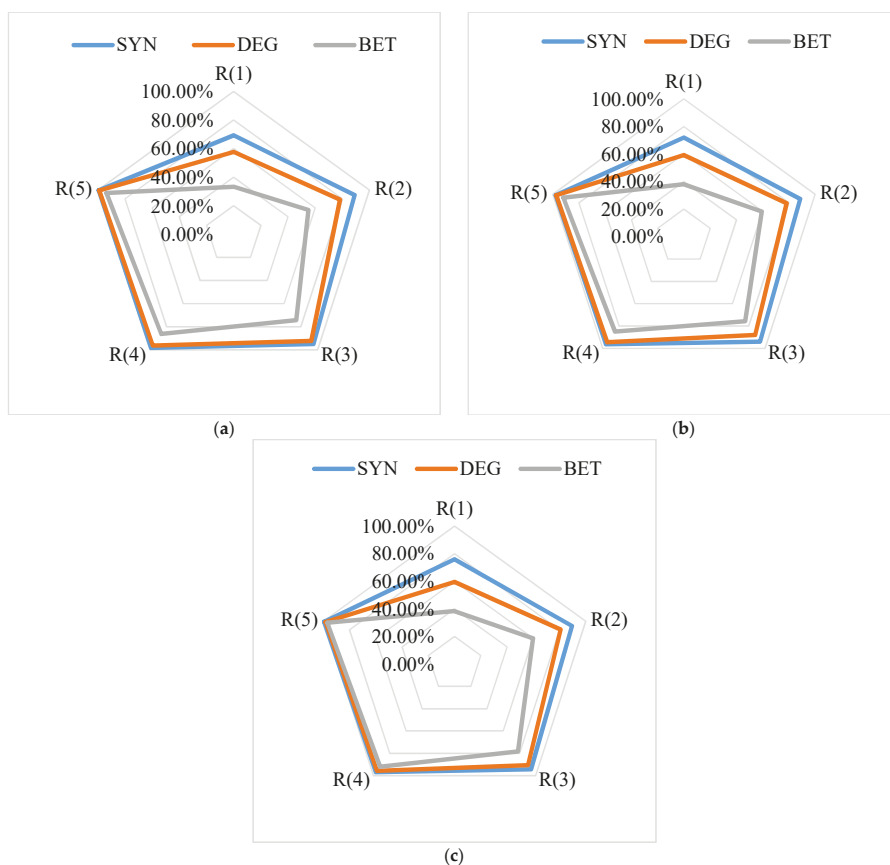 SYN DEG BET
R(1)
100.00%
80.00%
60.00%
40.00%
20.00%
0.00%
R(2)
R(3)
R(4)
R(5)
(a)
SYN DEG BET
R(1)
100.00%
80.00%
60.00%
40.00%
20.00%
0.00%
R(2)
R(3)
R(4)
R(5)
(b)
SYN DEG BET
R(1)
100.00%
80.00%
60.00%
40.00%
20.00%
0.00%
R(2)
R(3)
R(4)
R(5)
(c)